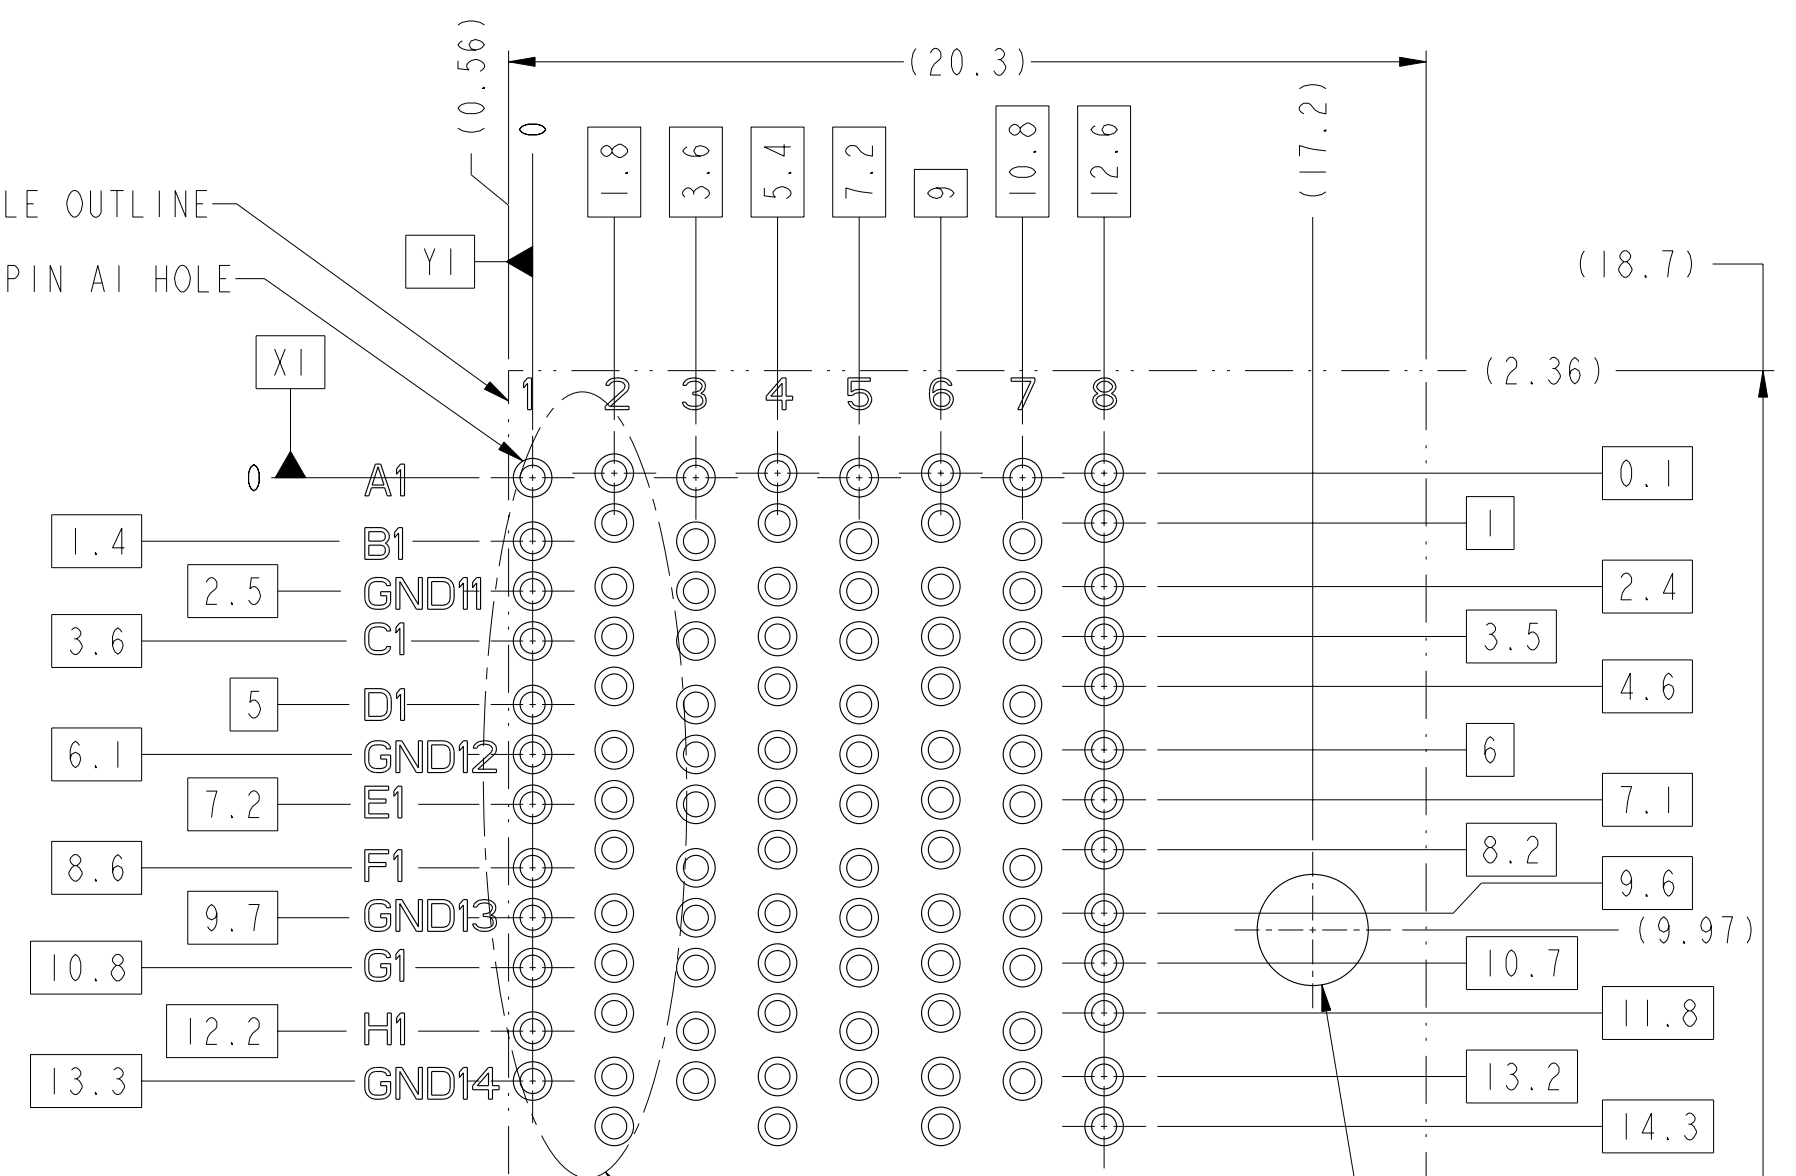 (0.56)
(20.3)
(17.2)
0
1.8
3.6
5.4
7.2
9
10.8
12.6
LE OUTLINE
Y1
(18.7)
PIN A1 HOLE
X1
(2.36)
1 2 3 4 5 6 7 8
0 A1 0.1
1
1.4 B1
2.5 GND11 2.4
3.6 C1 3.5
4.6
5 D1
6.1 GND12 6
7.2 E1 7.1
8.2
8.6 F1
9.6
9.7 GND13 (9.97)
10.8 G1 10.7
11.8
12.2 H1
13.3 GND14 13.2
14.3